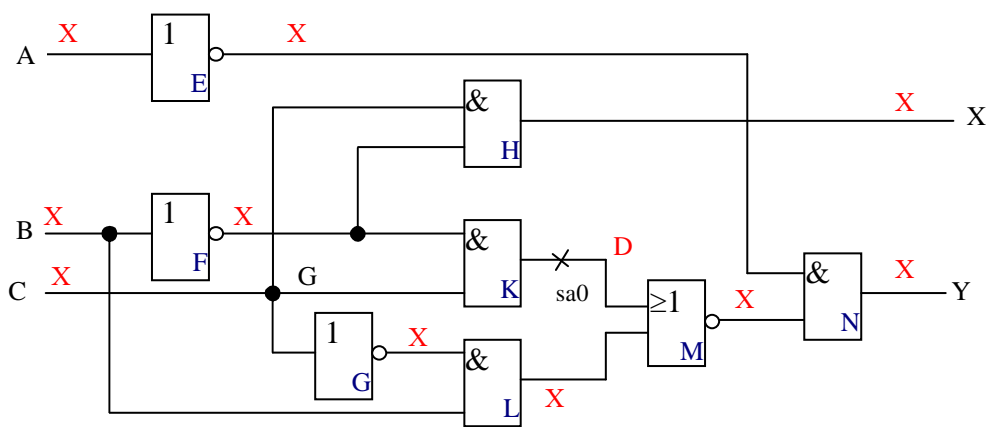 A X 1 E X
& H X X
B X 1 F X
& K D sa0
C X G
1 G X
& L X
≥1 M X
& N X Y